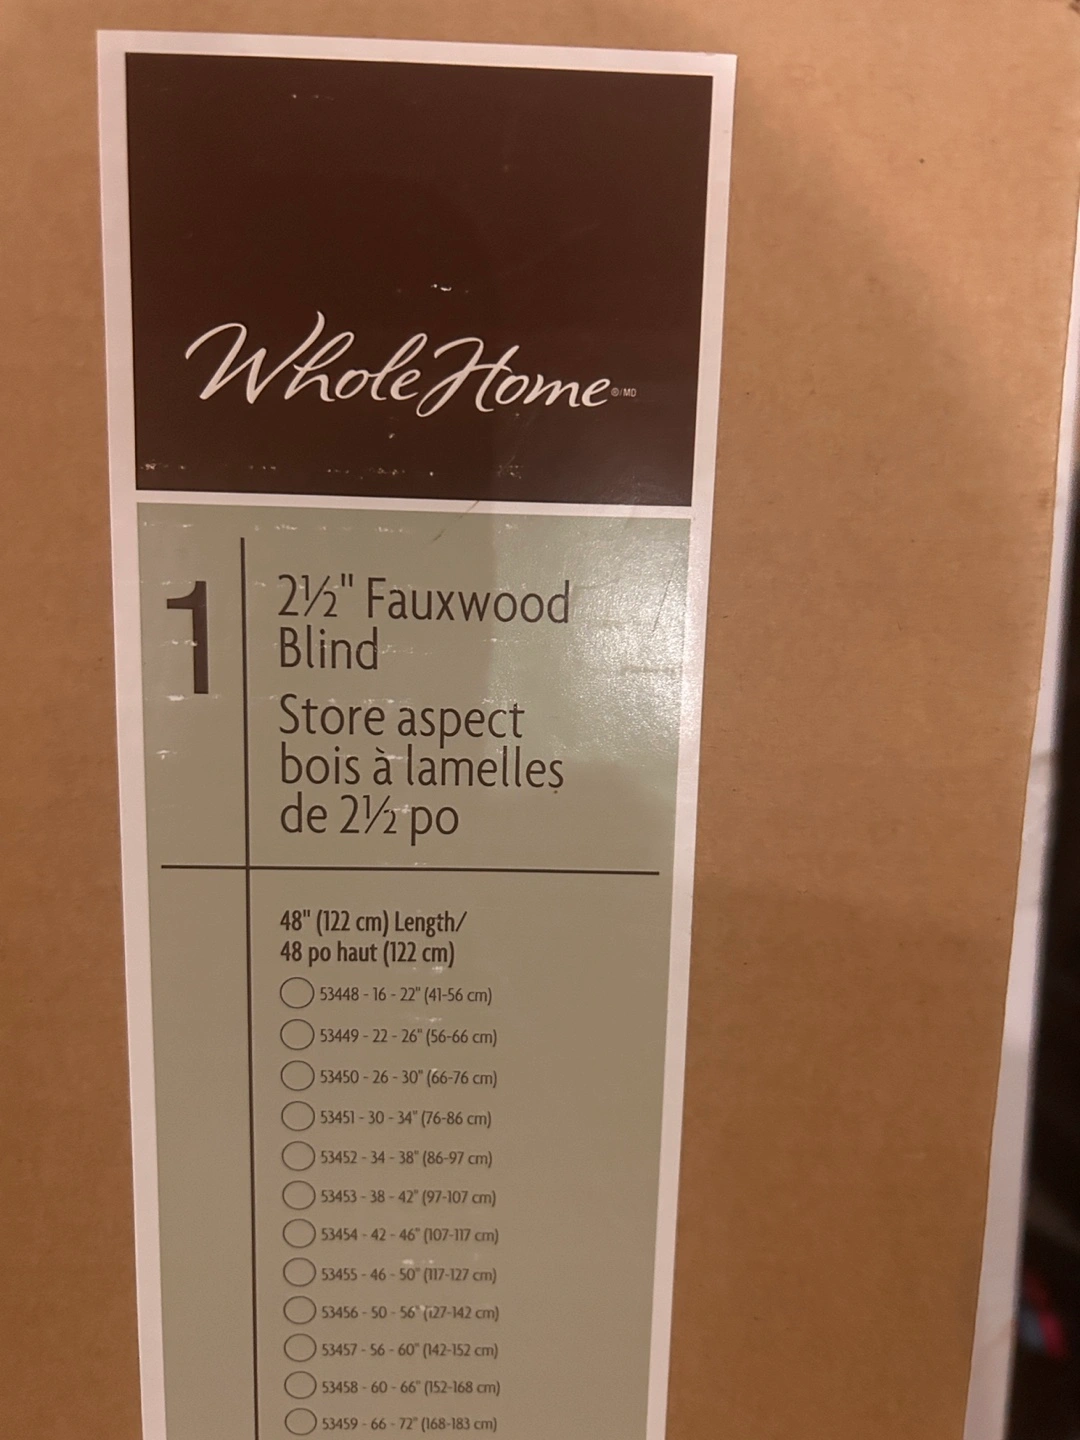 Whole Home ®/MD
1
2½" Fauxwood
Blind
Store aspect
bois à lamelles
de 2½ po
48" (122 cm) Length/
48 po haut (122 cm)
53448 - 16 - 22" (41-56 cm)
53449 - 22 - 26" (56-66 cm)
53450 - 26 - 30" (66-76 cm)
53451 - 30 - 34" (76-86 cm)
53452 - 34 - 38" (86-97 cm)
53453 - 38 - 42" (97-107 cm)
53454 - 42 - 46" (107-117 cm)
53455 - 46 - 50" (117-127 cm)
53456 - 50 - 56" (127-142 cm)
53457 - 56 - 60" (142-152 cm)
53458 - 60 - 66" (152-168 cm)
53459 - 66 - 72" (168-183 cm)